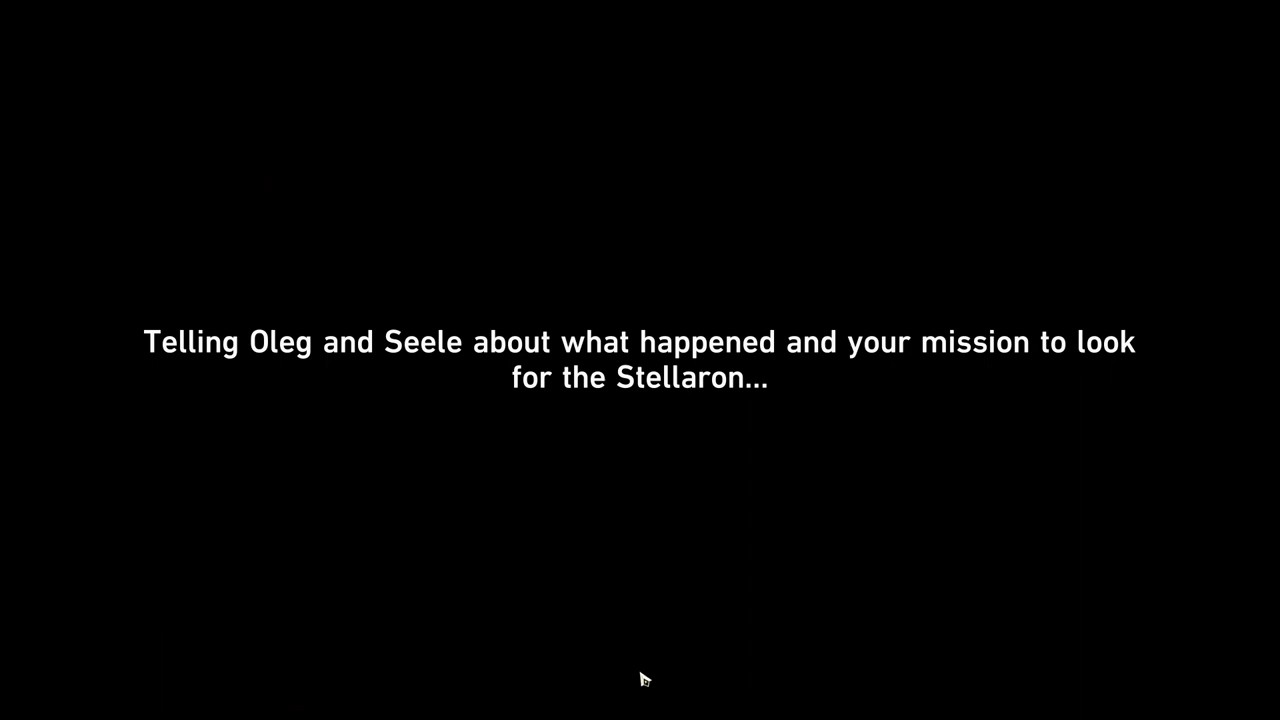 Telling Oleg and Seele about what happened and your mission to look
for the Stellaron...